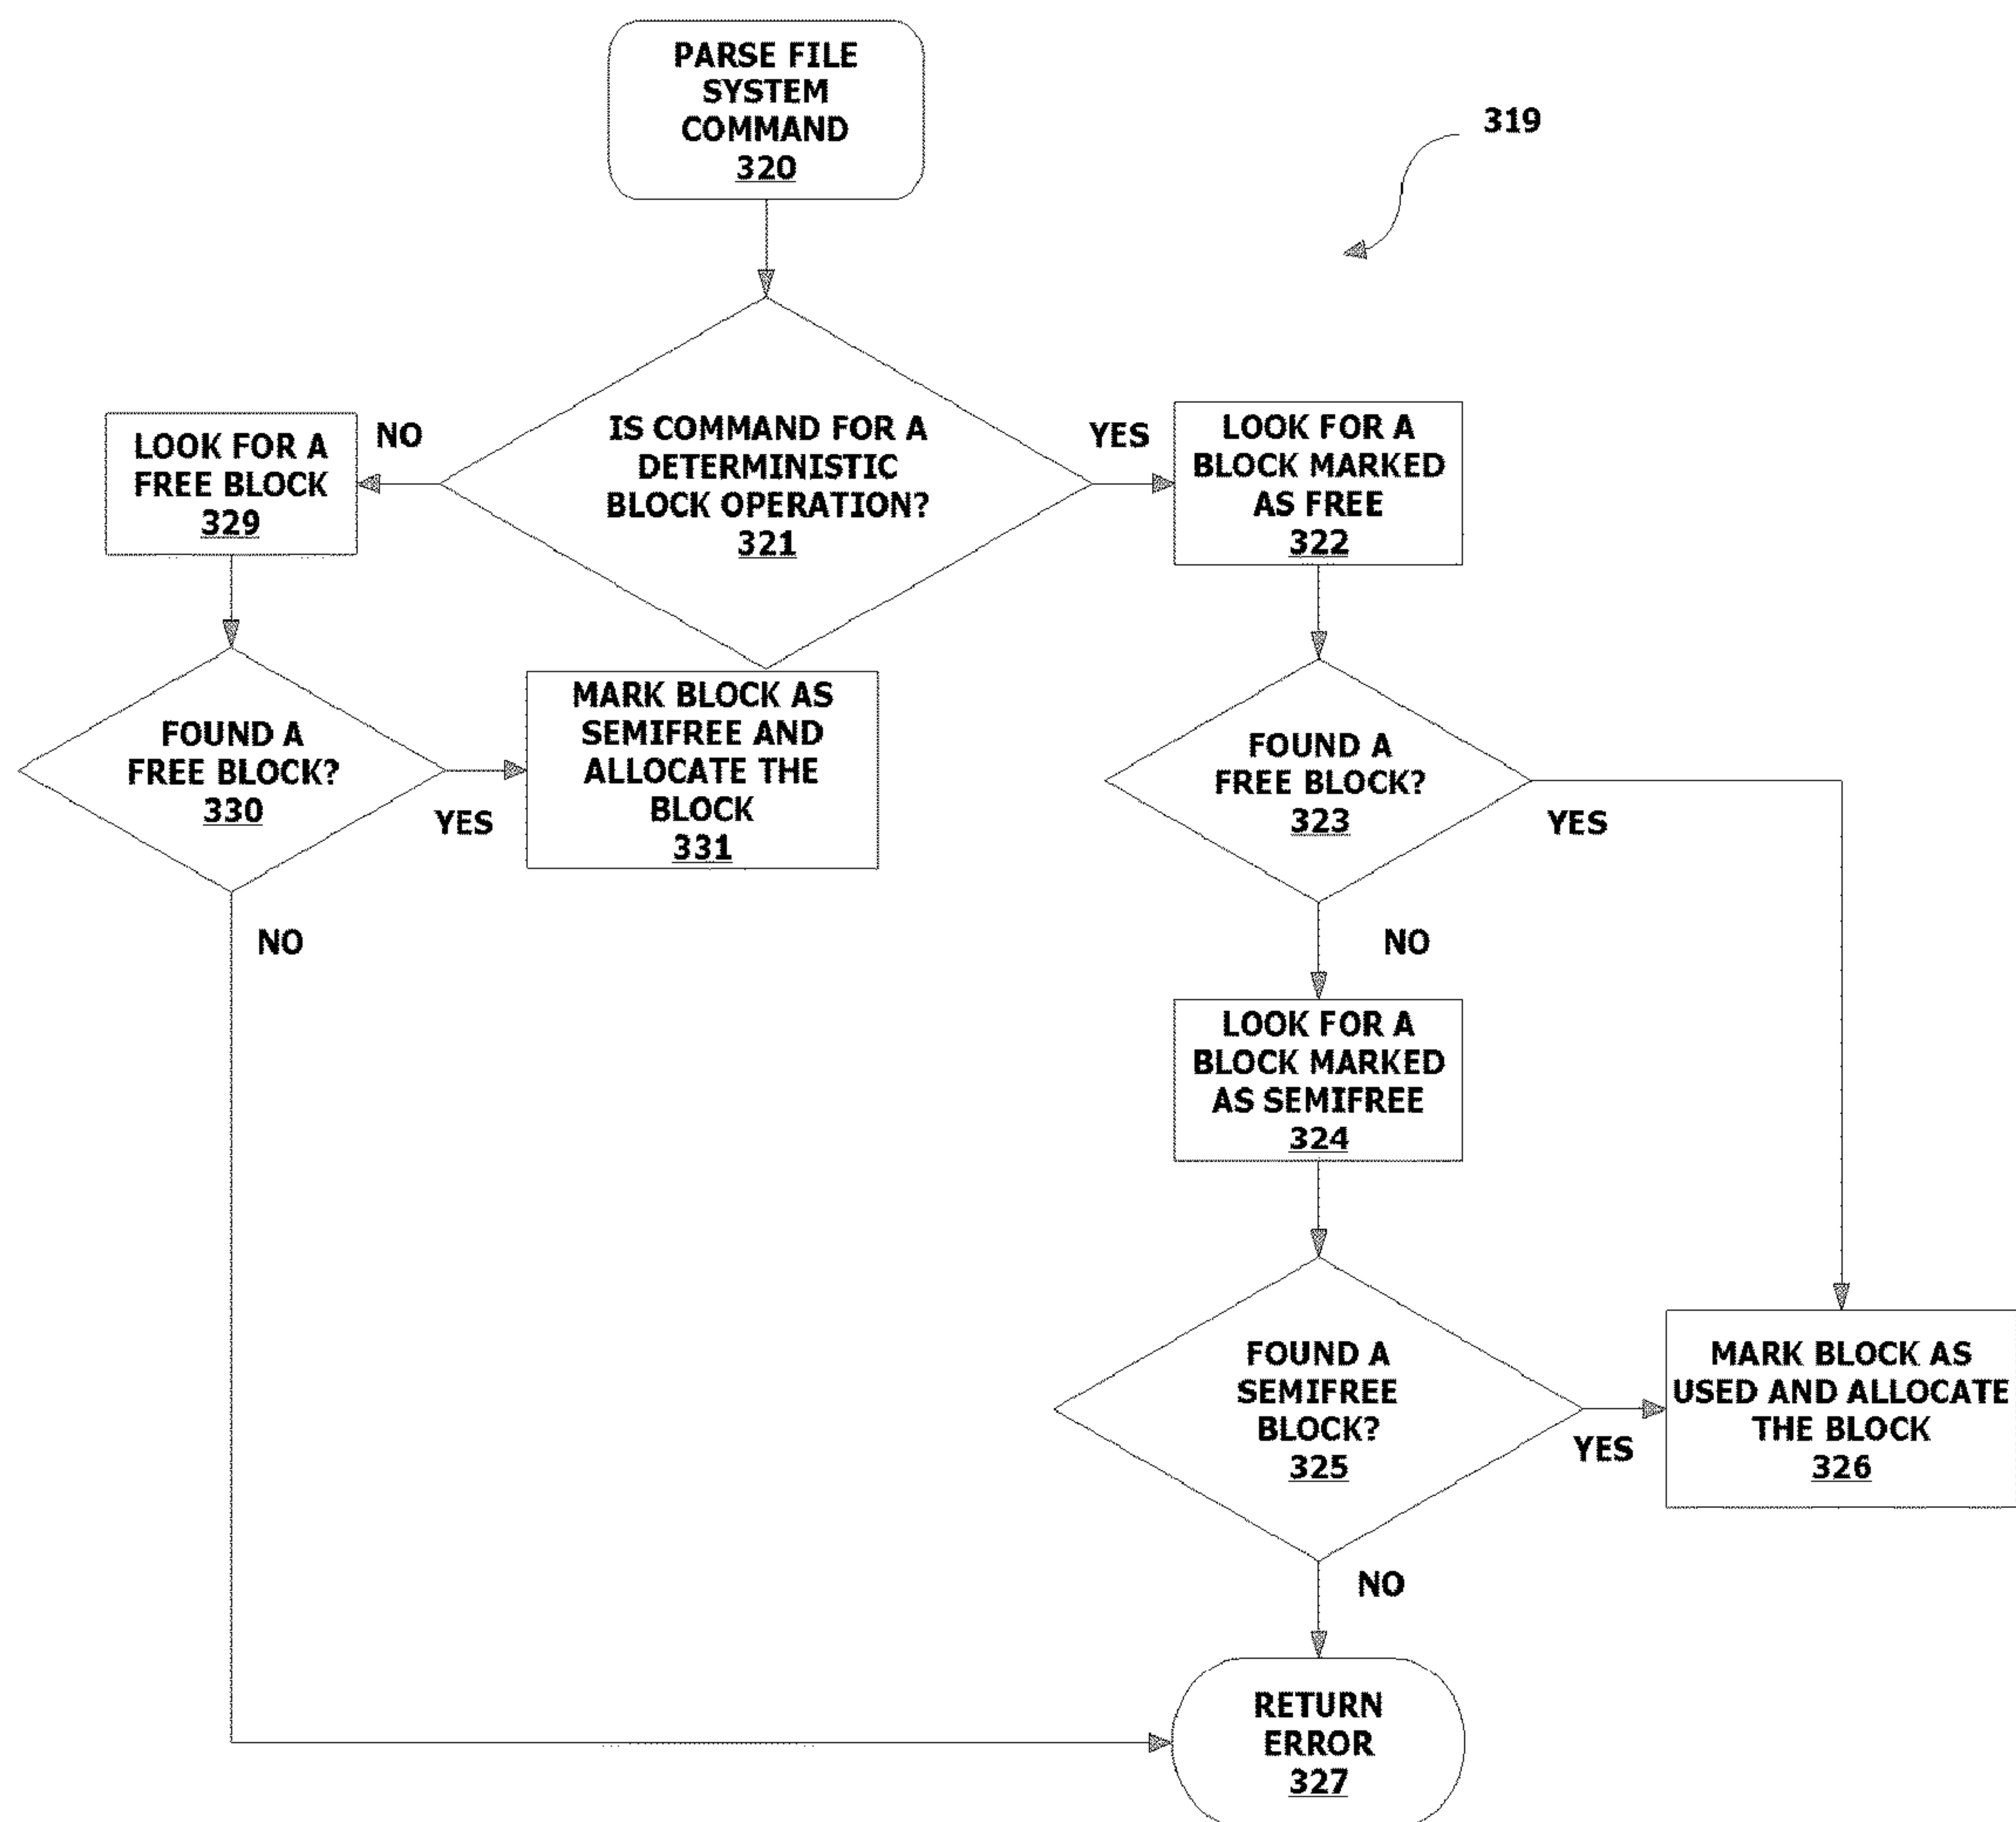 PARSE FILE
SYSTEM
COMMAND
320
319
IS COMMAND FOR A
DETERMINISTIC
BLOCK OPERATION?
321
NO
YES
LOOK FOR A
FREE BLOCK
329
LOOK FOR A
BLOCK MARKED
AS FREE
322
FOUND A
FREE BLOCK?
330
YES
NO
MARK BLOCK AS
SEMIFREE AND
ALLOCATE THE
BLOCK
331
FOUND A
FREE BLOCK?
323
YES
NO
LOOK FOR A
BLOCK MARKED
AS SEMIFREE
324
FOUND A
SEMIFREE
BLOCK?
325
YES
NO
MARK BLOCK AS
USED AND ALLOCATE
THE BLOCK
326
RETURN
ERROR
327